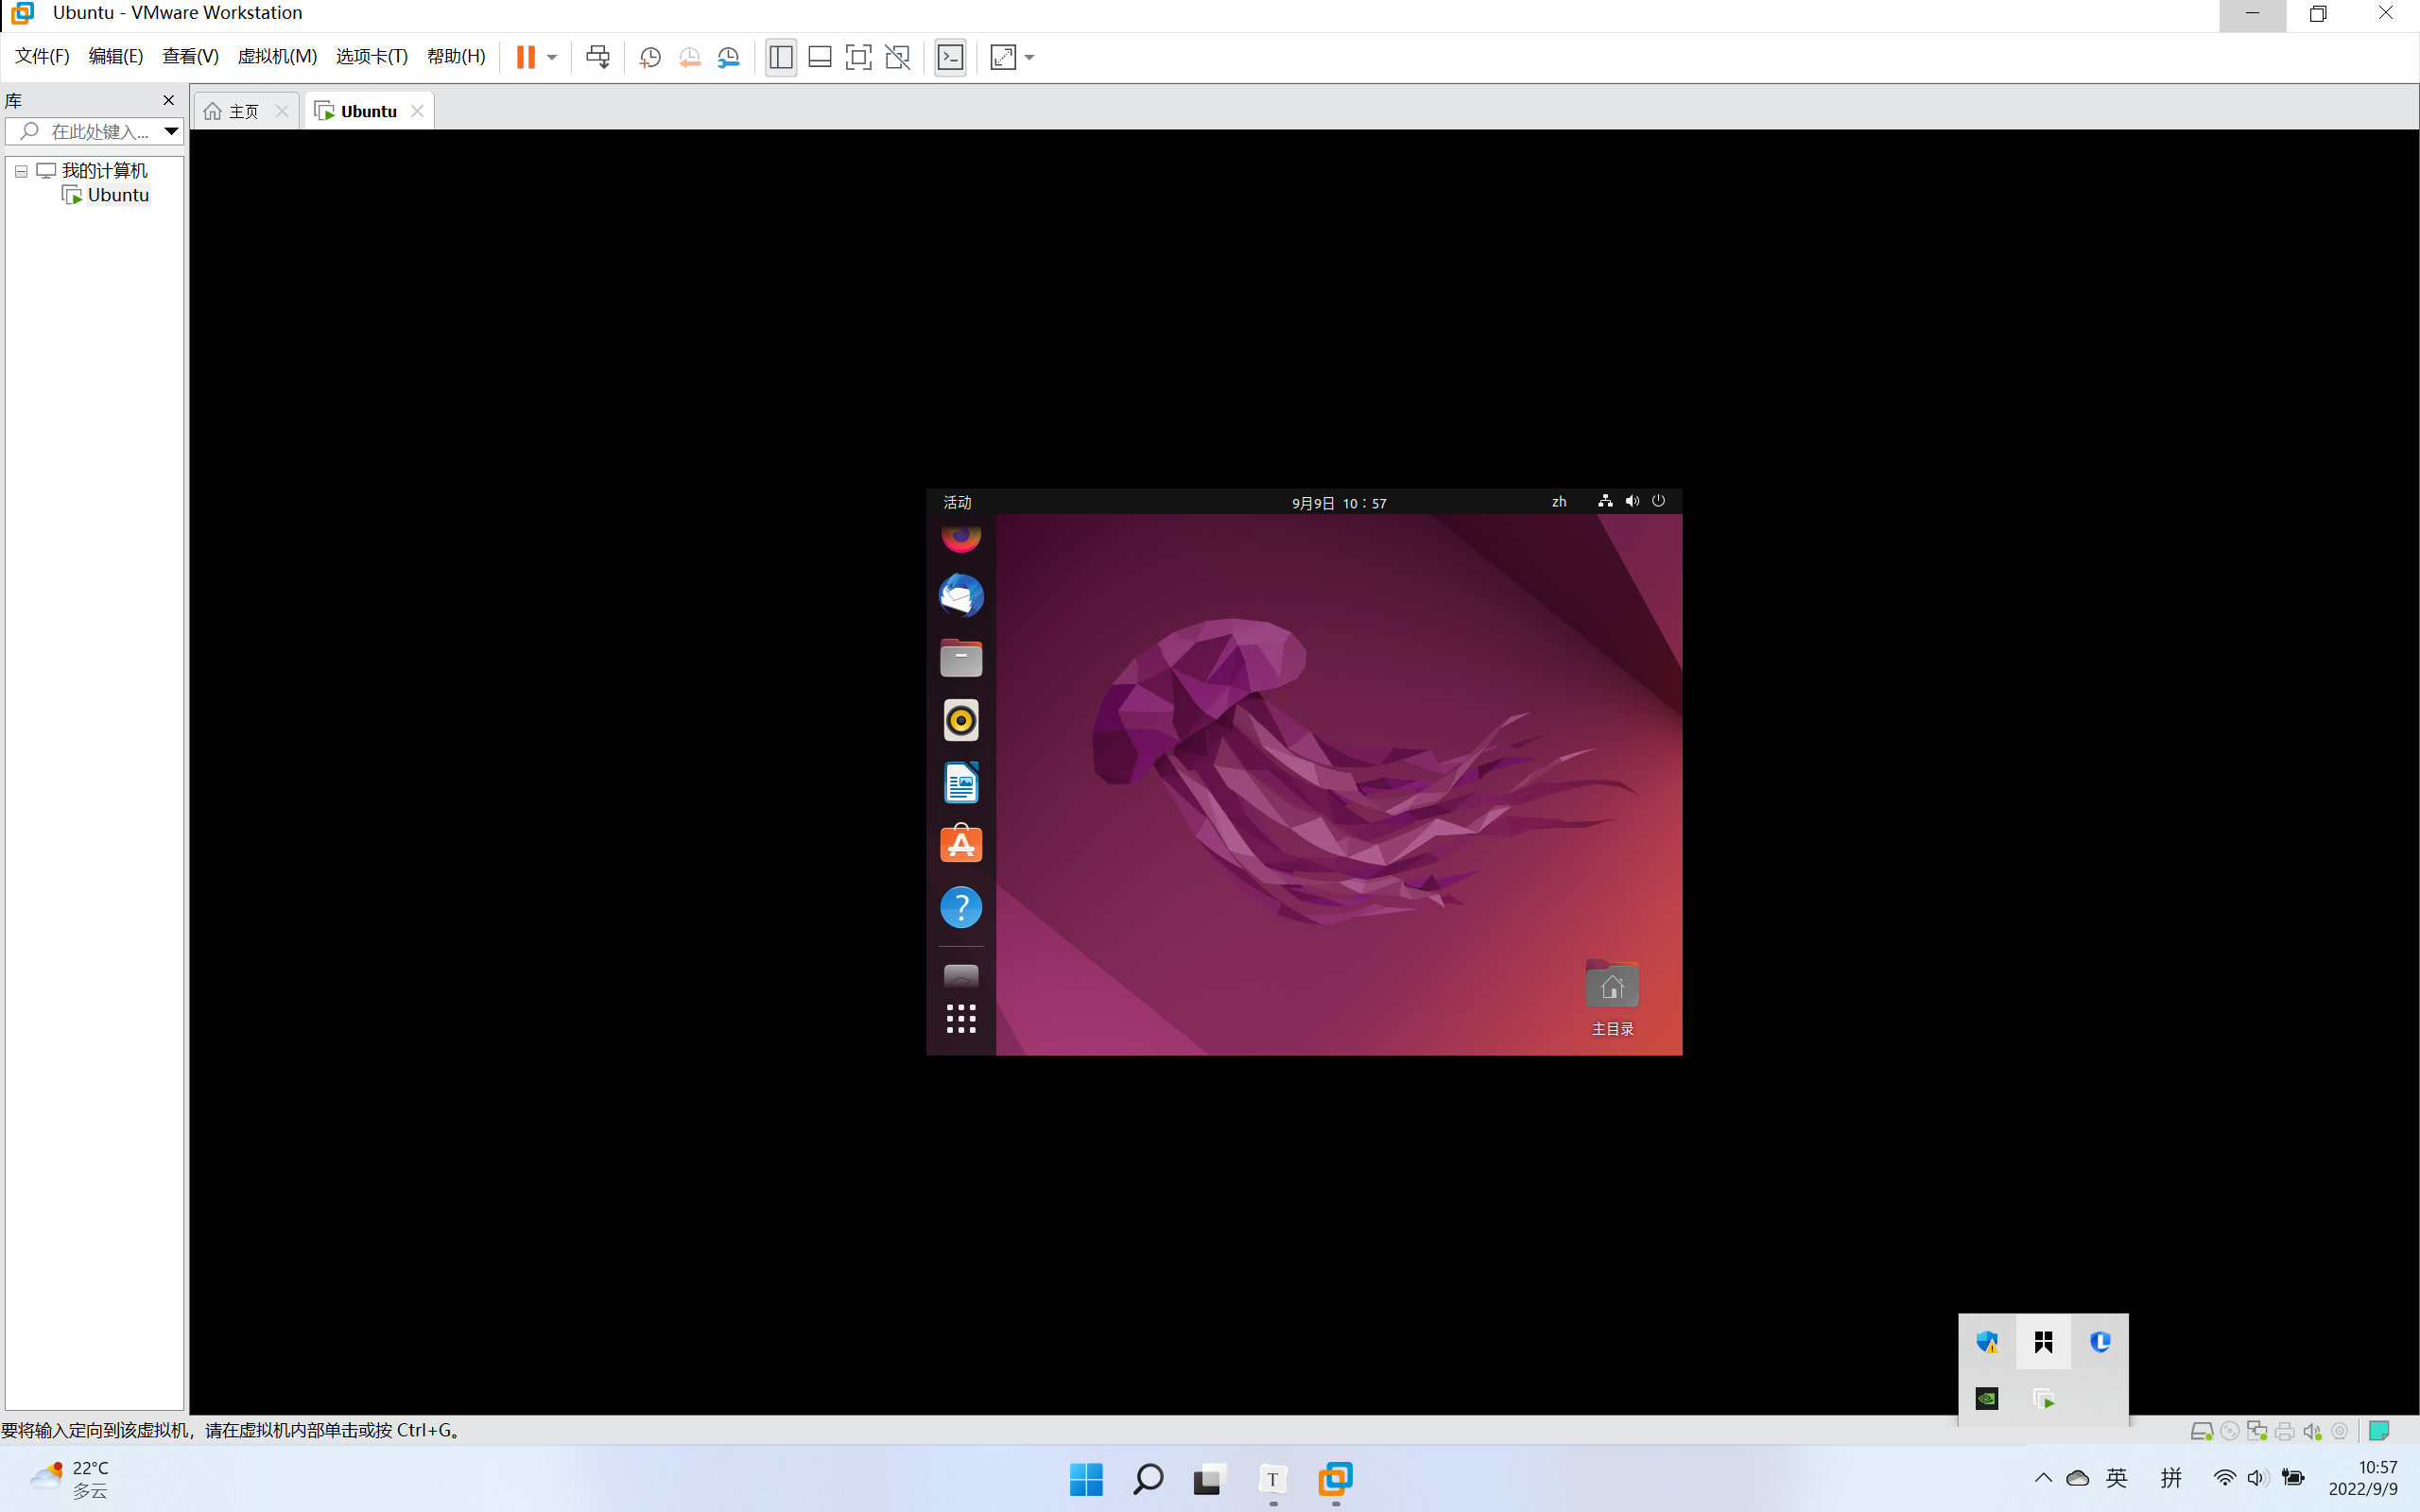 Ubuntu - VMware Workstation
文件(F) 编辑(E) 查看(V) 虚拟机(M) 选项卡(T) 帮助(H)
库
主页
Ubuntu
在此处键入...
我的计算机
Ubuntu
活动
9月9日 10：57
zh
主目录
要将输入定向到该虚拟机，请在虚拟机内部单击或按 Ctrl+G。
22°C
多云
英
拼
10:57
2022/9/9